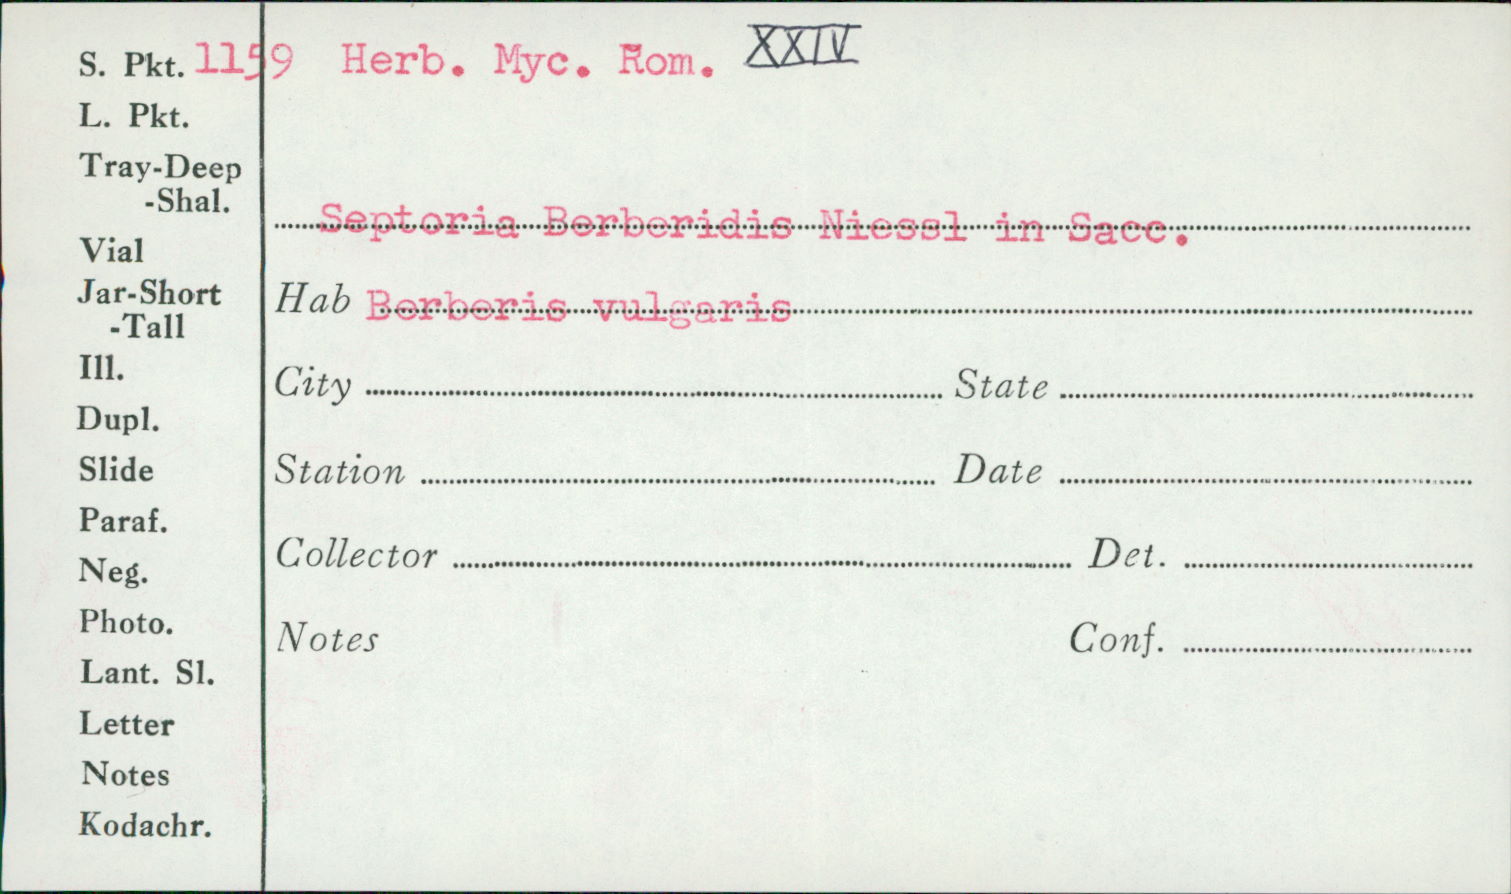 S. Pkt. 1159 Herb. Myc. Rom. XXIV
L. Pkt.
Tray-Deep
-Shal.
Septoria Berberidis Niessl in Sacc.
Vial
Jar-Short
Hab Berberis vulgaris
-Tall
Ill.
City State
Dupl.
Slide
Station Date
Paraf.
Collector Det.
Neg.
Photo.
Notes Conf.
Lant. Sl.
Letter
Notes
Kodachr.